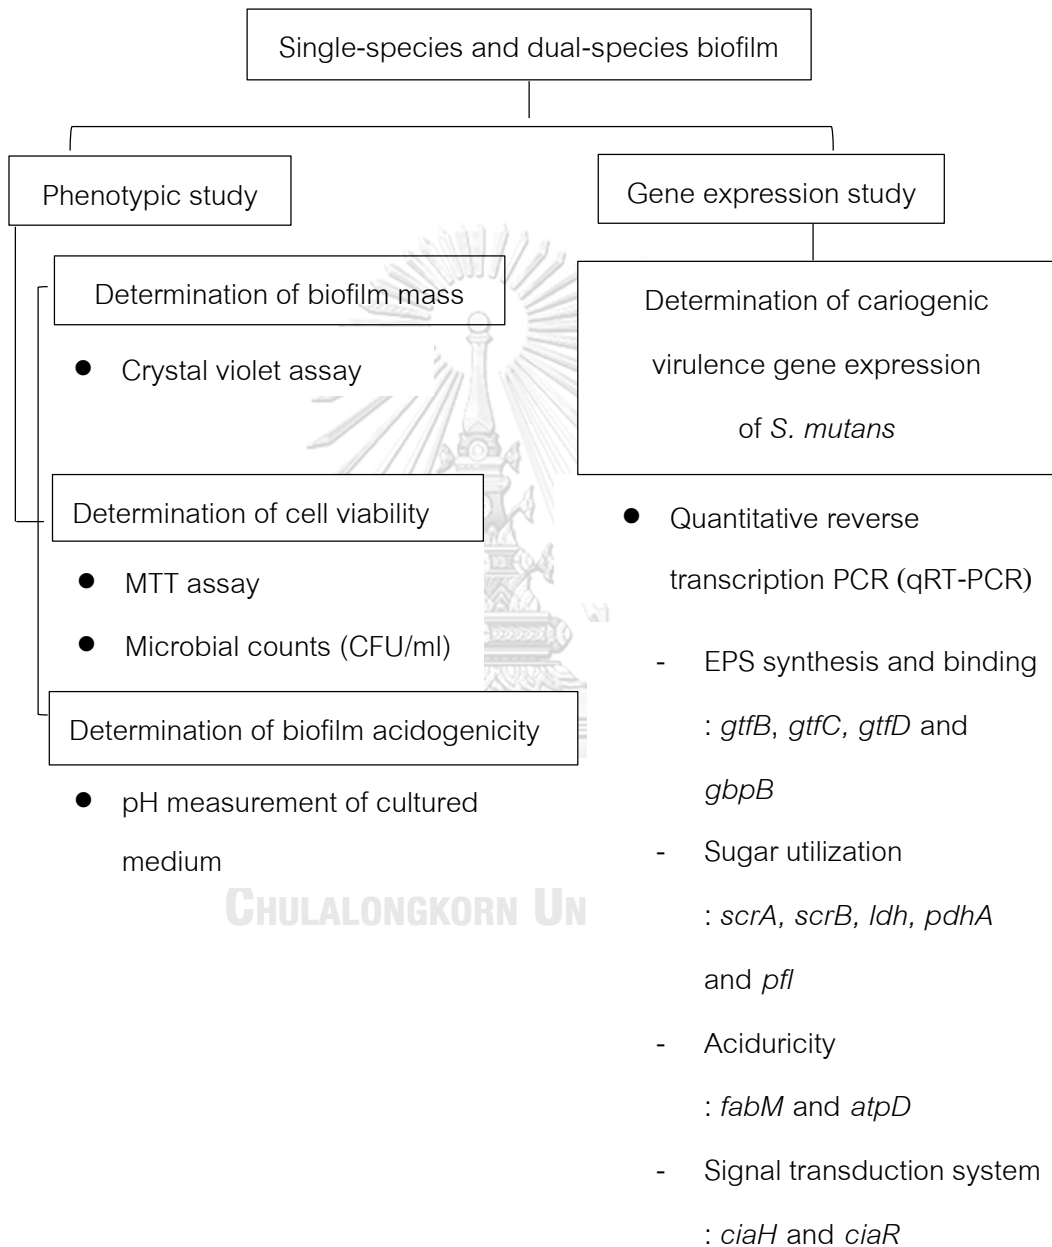 Single-species and dual-species biofilm
Phenotypic study
Determination of biofilm mass
● Crystal violet assay
Determination of cell viability
● MTT assay
● Microbial counts (CFU/ml)
Determination of biofilm acidogenicity
● pH measurement of cultured
medium
Gene expression study
Determination of cariogenic
virulence gene expression
of S. mutans
● Quantitative reverse
transcription PCR (qRT-PCR)
- EPS synthesis and binding
: gtfB, gtfC, gtfD and
gbpB
- Sugar utilization
: scrA, scrB, ldh, pdhA
and pfl
- Aciduricity
: fabM and atpD
- Signal transduction system
: ciaH and ciaR
CHULALONGKORN UN